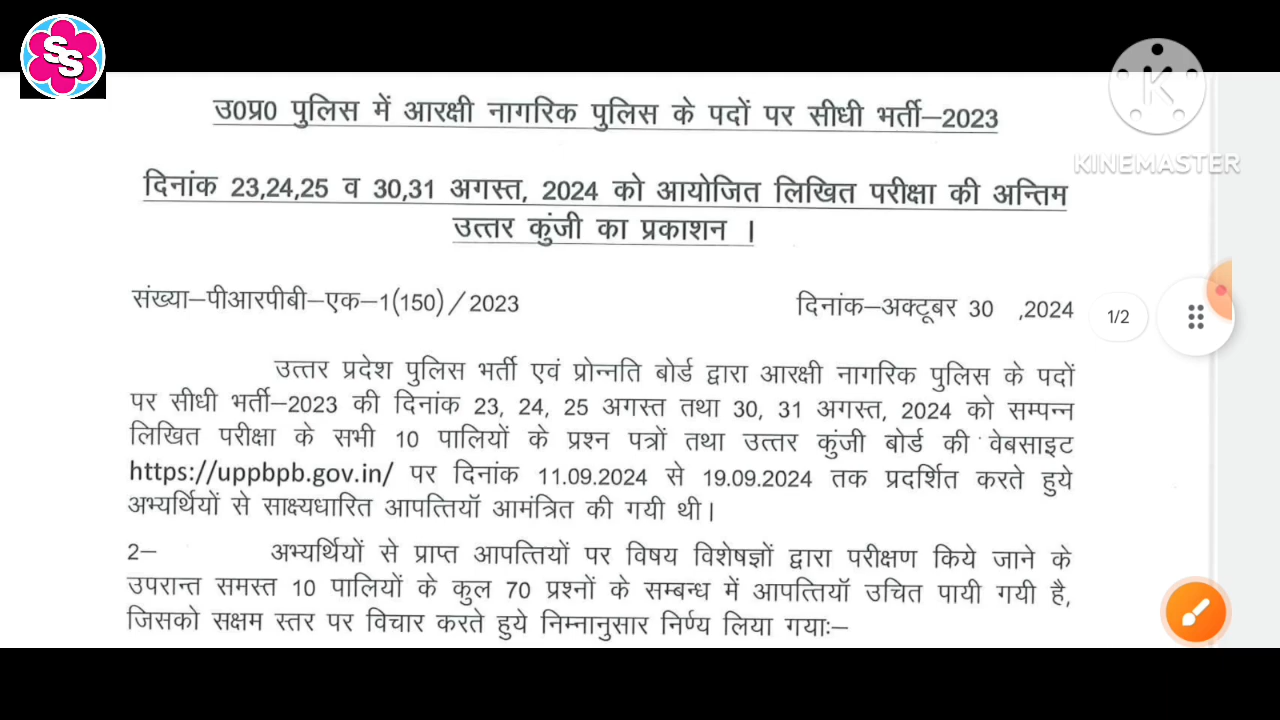 SS
K
KINEMASTER
उ0प्र0 पुलिस में आरक्षी नागरिक पुलिस के पदों पर सीधी भर्ती–2023
दिनांक 23,24,25 व 30,31 अगस्त, 2024 को आयोजित लिखित परीक्षा की अन्तिम
उत्तर कुंजी का प्रकाशन ।
संख्या–पीआरपीबी–एक–1(150)/2023 दिनांक–अक्टूबर 30 ,2024
1/2
उत्तर प्रदेश पुलिस भर्ती एवं प्रोन्नति बोर्ड द्वारा आरक्षी नागरिक पुलिस के पदों
पर सीधी भर्ती–2023 की दिनांक 23, 24, 25 अगस्त तथा 30, 31 अगस्त, 2024 को सम्पन्न
लिखित परीक्षा के सभी 10 पालियों के प्रश्न पत्रों तथा उत्तर कुंजी बोर्ड की वेबसाइट
https://uppbpb.gov.in/ पर दिनांक 11.09.2024 से 19.09.2024 तक प्रदर्शित करते हुये
अभ्यर्थियों से साक्ष्यधारित आपत्तियॉ आमंत्रित की गयी थी।
2– अभ्यर्थियों से प्राप्त आपत्तियों पर विषय विशेषज्ञों द्वारा परीक्षण किये जाने के
उपरान्त समस्त 10 पालियों के कुल 70 प्रश्नों के सम्बन्ध में आपत्तियॉ उचित पायी गयी है,
जिसको सक्षम स्तर पर विचार करते हुये निम्नानुसार निर्णय लिया गयाः–